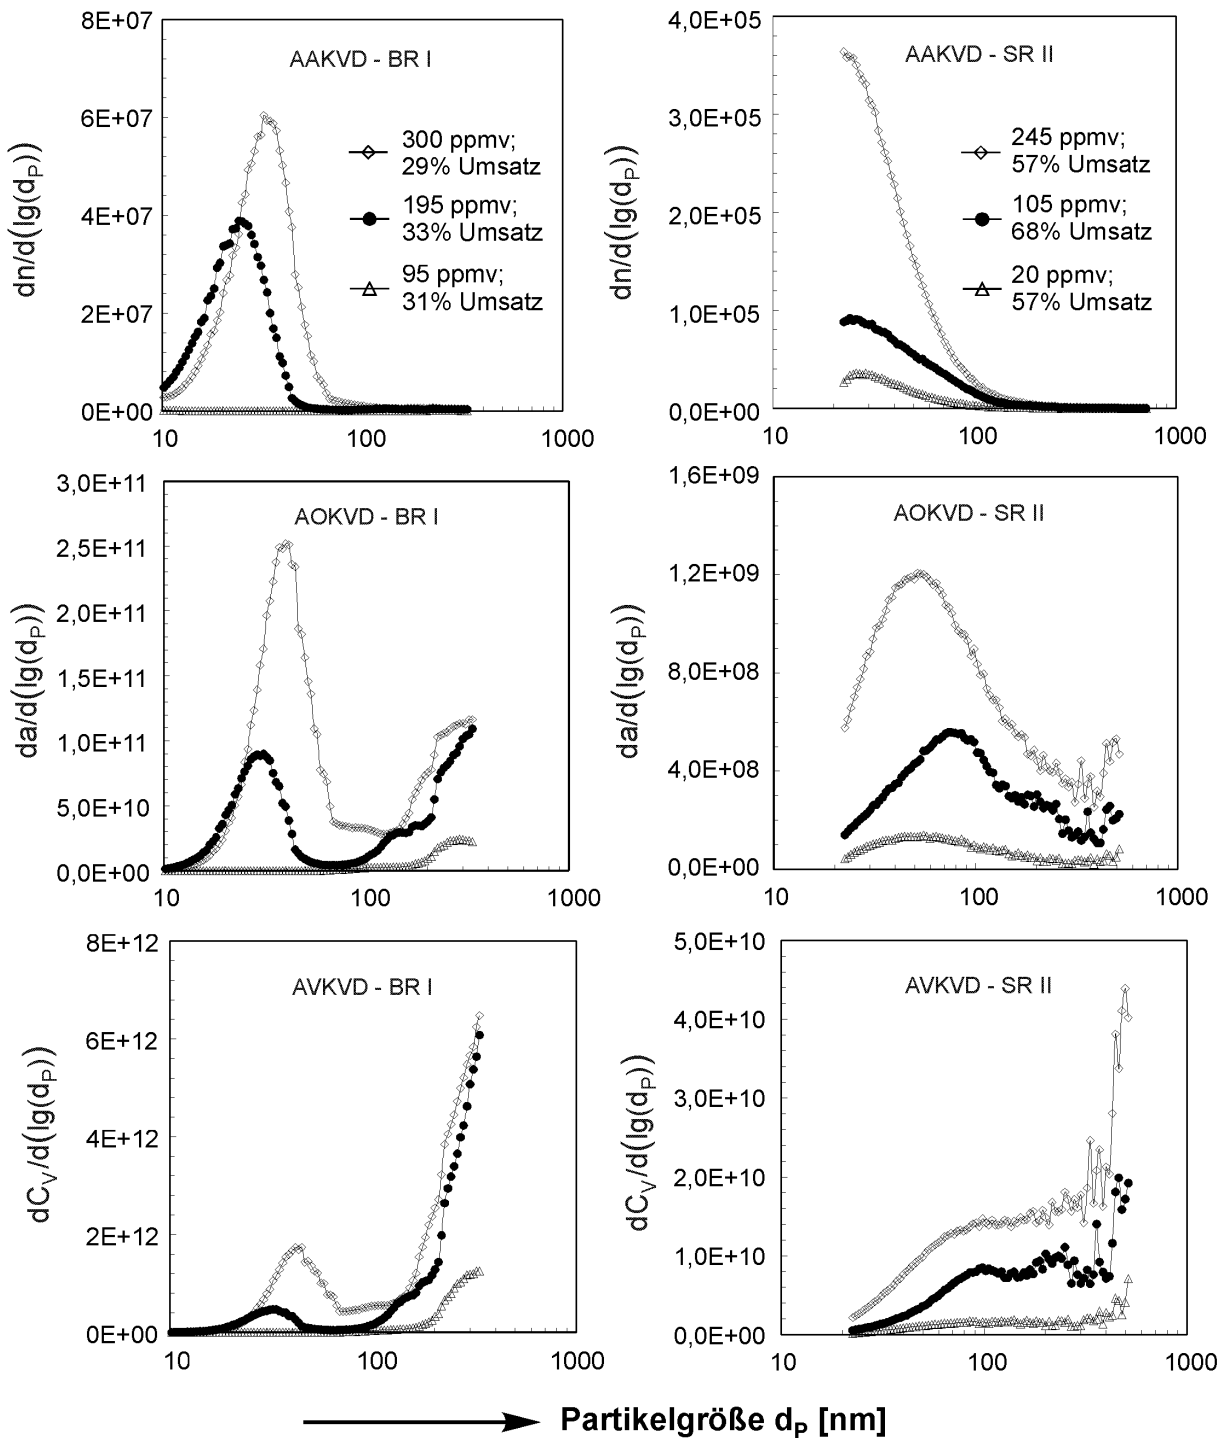 AAKVD - BR I
dn/d(lg(dP))
8E+07
6E+07
4E+07
2E+07
0E+00
10
100
1000
300 ppmv;
29% Umsatz
195 ppmv;
33% Umsatz
95 ppmv;
31% Umsatz
AAKVD - SR II
dn/d(lg(dP))
4,0E+05
3,0E+05
2,0E+05
1,0E+05
0,0E+00
10
100
1000
245 ppmv;
57% Umsatz
105 ppmv;
68% Umsatz
20 ppmv;
57% Umsatz
AOKVD - BR I
da/d(lg(dP))
3,0E+11
2,5E+11
2,0E+11
1,5E+11
1,0E+11
5,0E+10
0,0E+00
10
100
1000
AOKVD - SR II
da/d(lg(dP))
1,6E+09
1,2E+09
8,0E+08
4,0E+08
0,0E+00
10
100
1000
AVKVD - BR I
dCV/d(lg(dP))
8E+12
6E+12
4E+12
2E+12
0E+00
10
100
1000
AVKVD - SR II
dCV/d(lg(dP))
5,0E+10
4,0E+10
3,0E+10
2,0E+10
1,0E+10
0,0E+00
10
100
1000
Partikelgröße dP [nm]